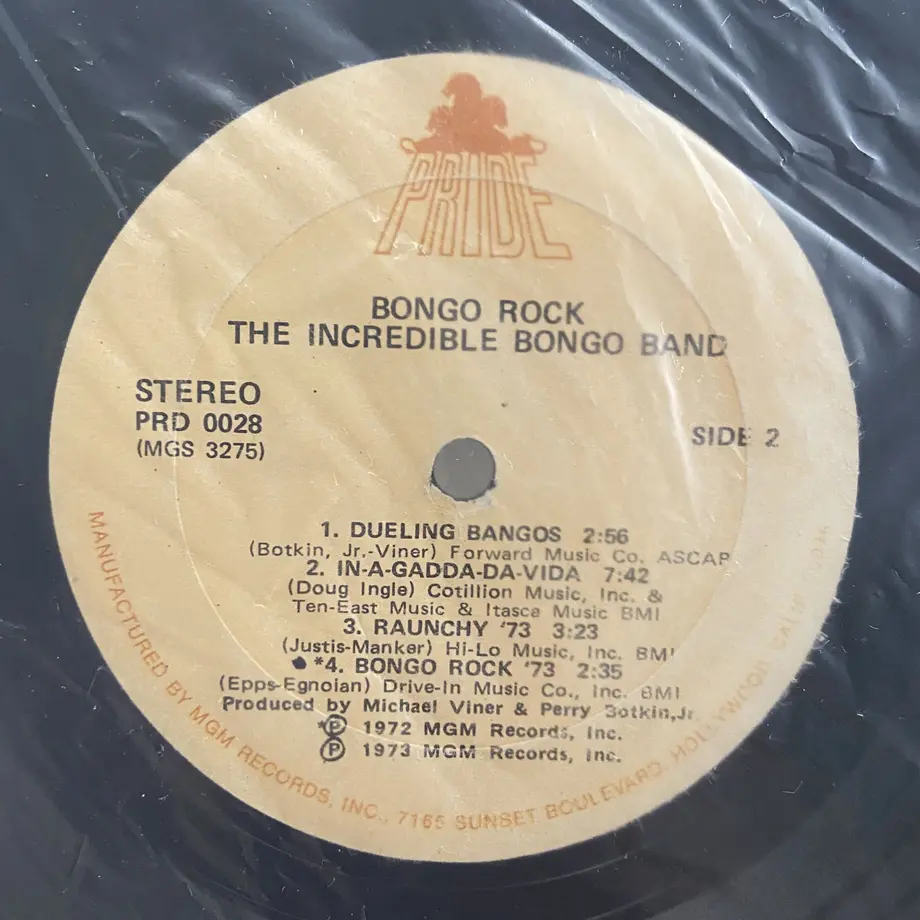 PRIDE
BONGO ROCK
THE INCREDIBLE BONGO BAND
STEREO
PRD 0028
(MGS 3275)
SIDE 2
1. DUELING BANGOS 2:56
(Botkin, Jr.-Viner) Forward Music Co. ASCAP
2. IN-A-GADDA-DA-VIDA 7:42
(Doug Ingle) Cotillion Music, Inc. &
Ten-East Music & Itasca Music BMI
3. RAUNCHY '73 3:23
(Justis-Manker) Hi-Lo Music, Inc. BMI
*4. BONGO ROCK '73 2:35
(Epps-Egnoian) Drive-In Music Co., Inc. BMI
Produced by Michael Viner & Perry Botkin,Jr.
*Ⓟ 1972 MGM Records, Inc.
Ⓟ 1973 MGM Records, Inc.
MANUFACTURED BY MGM RECORDS, INC., 7165 SUNSET BOULEVARD, HOLLYWOOD, CALIF.